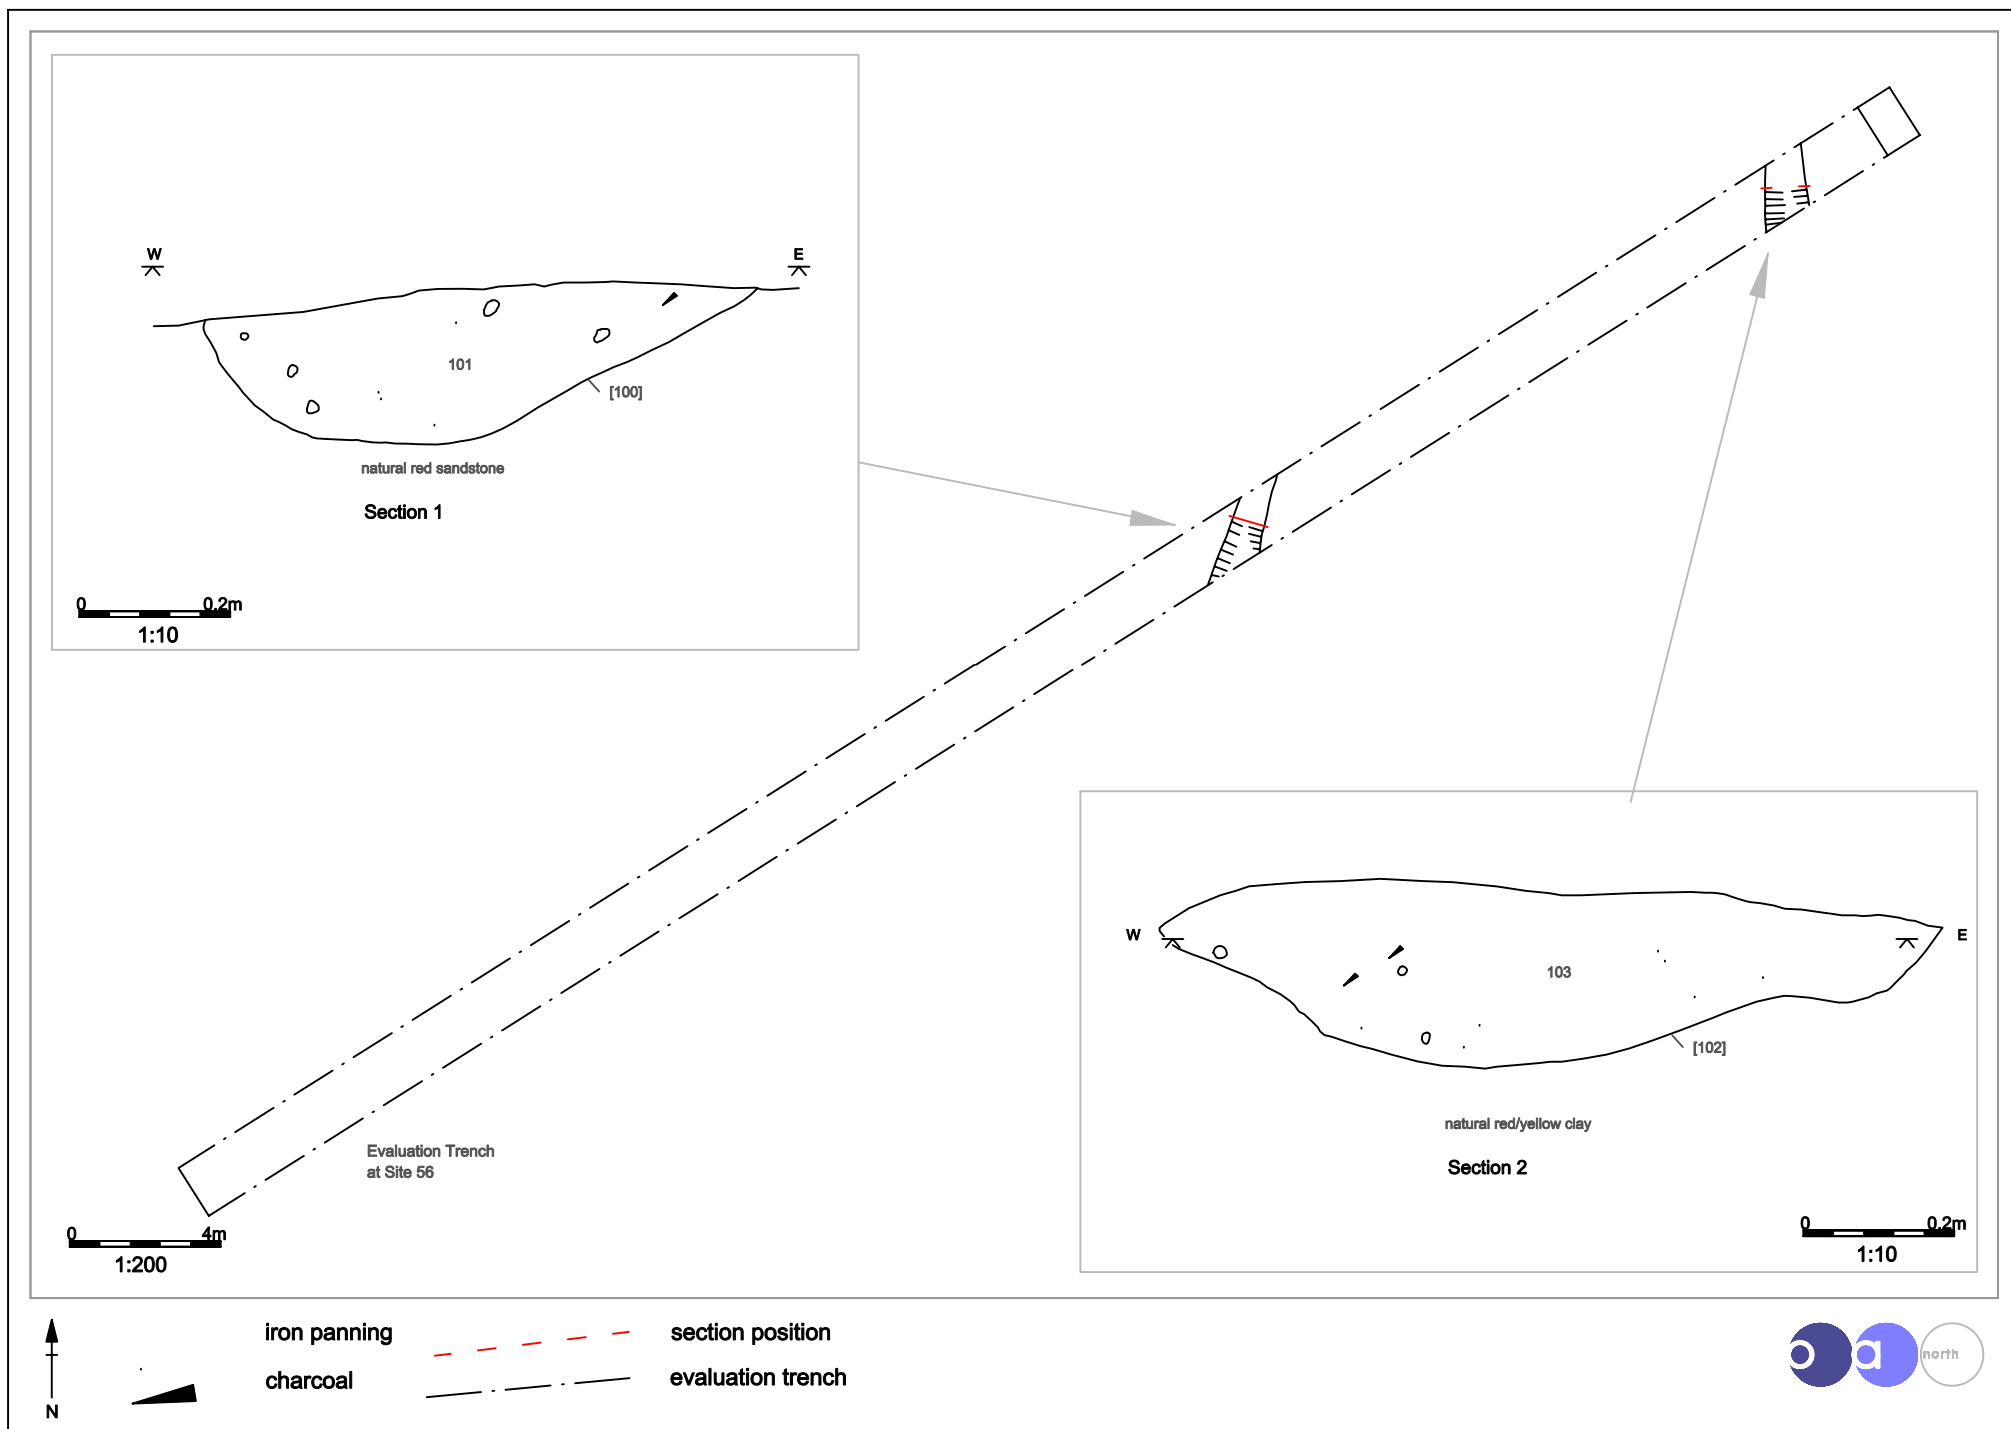 W
E
101
[100]
natural red sandstone
Section 1
0 0.2m
1:10
W
E
103
[102]
natural red/yellow clay
Section 2
0 0.2m
1:10
Evaluation Trench
at Site 56
0 4m
1:200
N
iron panning
charcoal
section position
evaluation trench
oa north